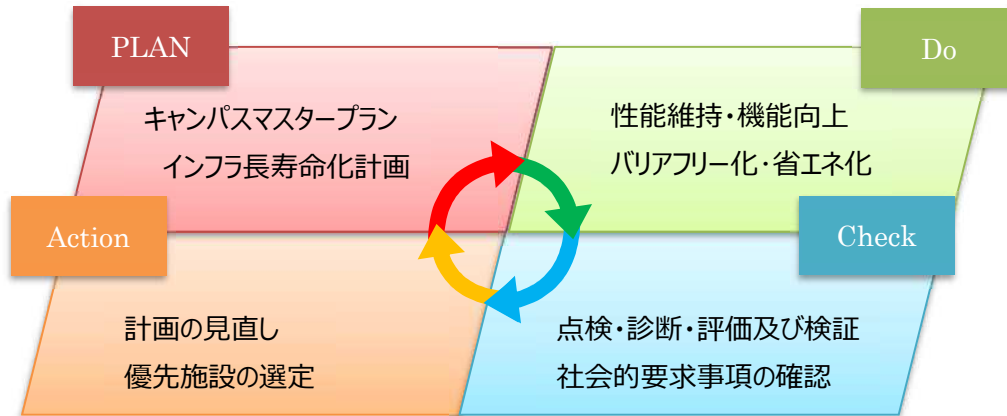 PLAN
キャンパスマスタープラン
インフラ長寿命化計画
Do
性能維持・機能向上
バリアフリー化・省エネ化
Action
計画の見直し
優先施設の選定
Check
点検・診断・評価及び検証
社会的要求事項の確認